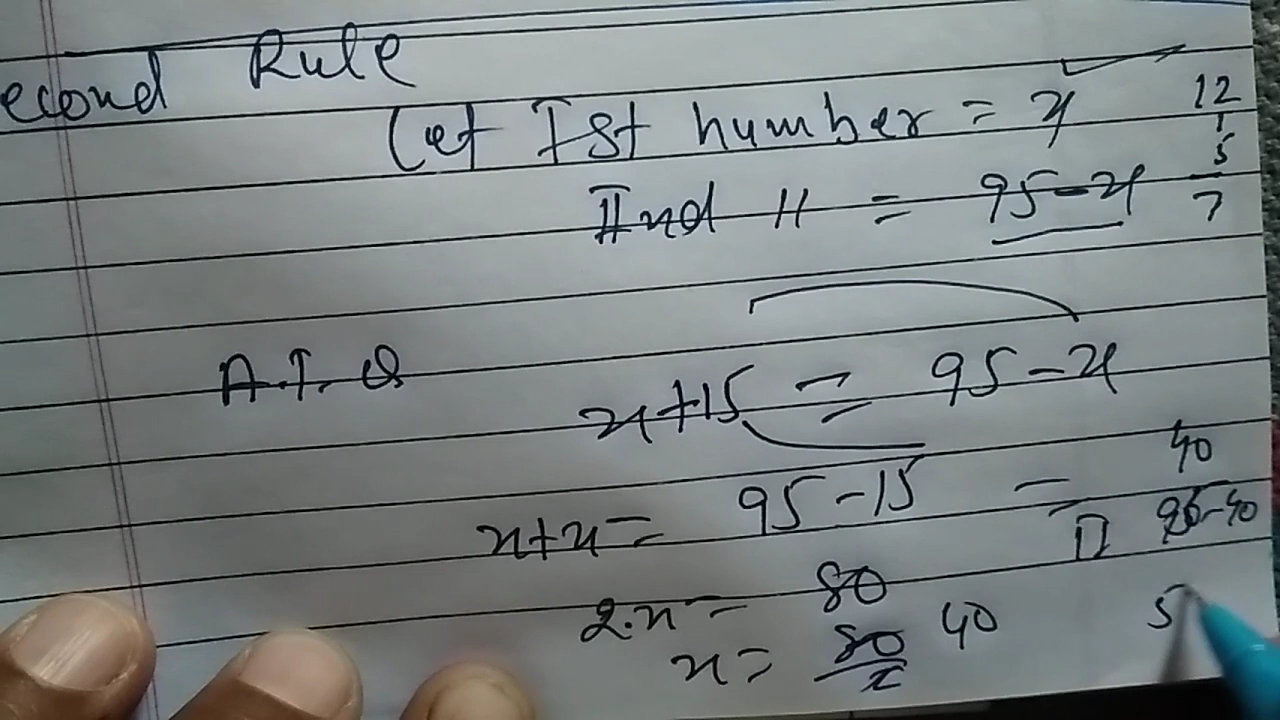 econd Rule
Let Ist number = x
12
5
7
IInd " = 95-x
A.T.Q x+15 = 95-x
x+x = 95-15 = 40
II 95-40
2.x = 80
x = 80/2 40 5